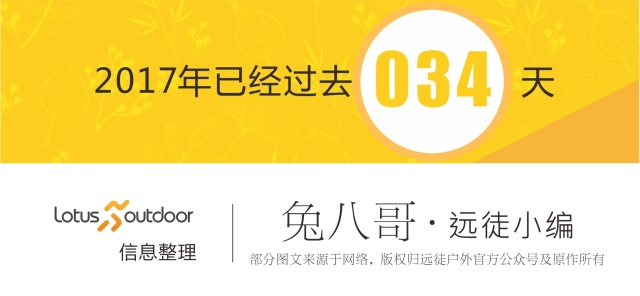 2017年已经过去 034 天
Lotus outdoor
信息整理
兔八哥·远徒小编
部分图文来源于网络，版权归远徒户外官方公众号及原作所有